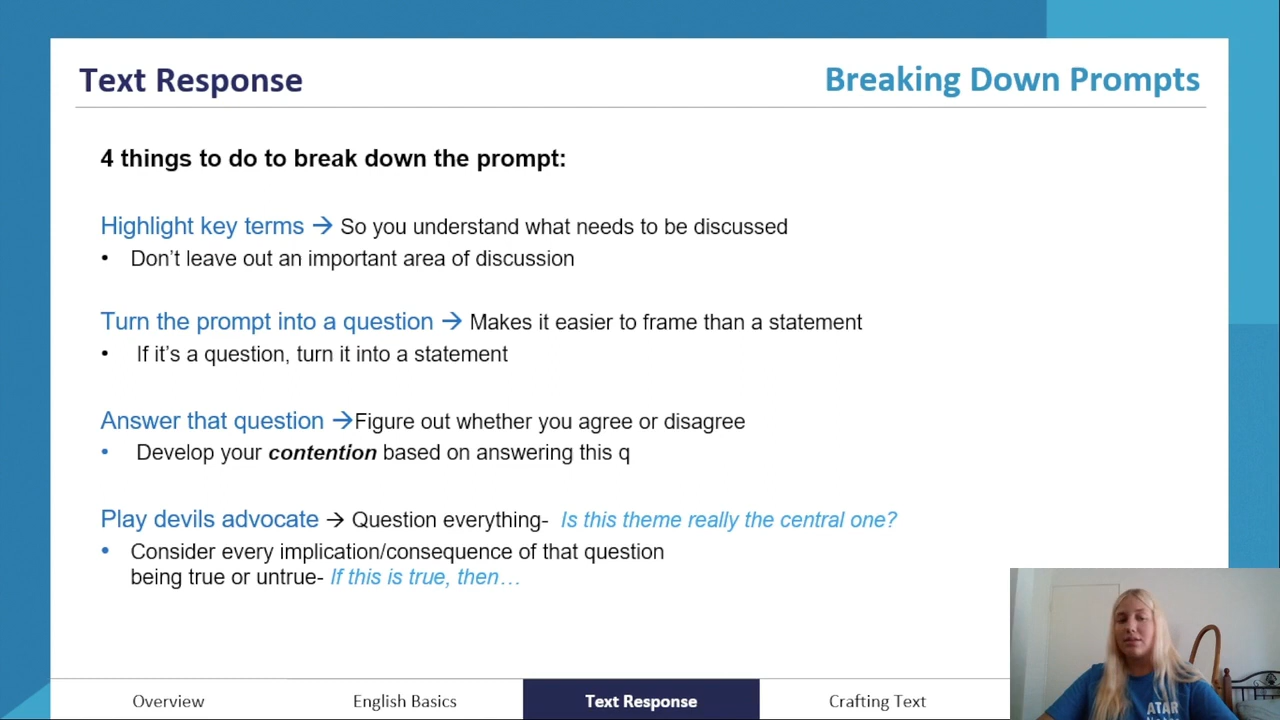 Text Response
Breaking Down Prompts
4 things to do to break down the prompt:
Highlight key terms → So you understand what needs to be discussed
• Don’t leave out an important area of discussion
Turn the prompt into a question → Makes it easier to frame than a statement
• If it’s a question, turn it into a statement
Answer that question →Figure out whether you agree or disagree
• Develop your contention based on answering this q
Play devils advocate → Question everything- Is this theme really the central one?
• Consider every implication/consequence of that question
being true or untrue- If this is true, then…
Overview
English Basics
Text Response
Crafting Text
ATAR